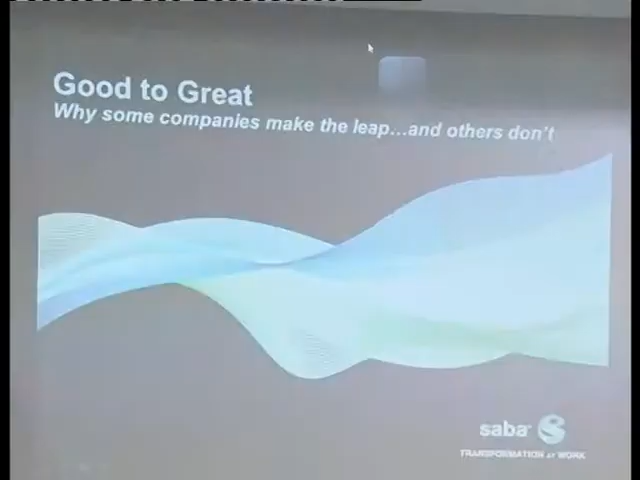 Good to Great
Why some companies make the leap...and others don't
saba
TRANSFORMATION AT WORK